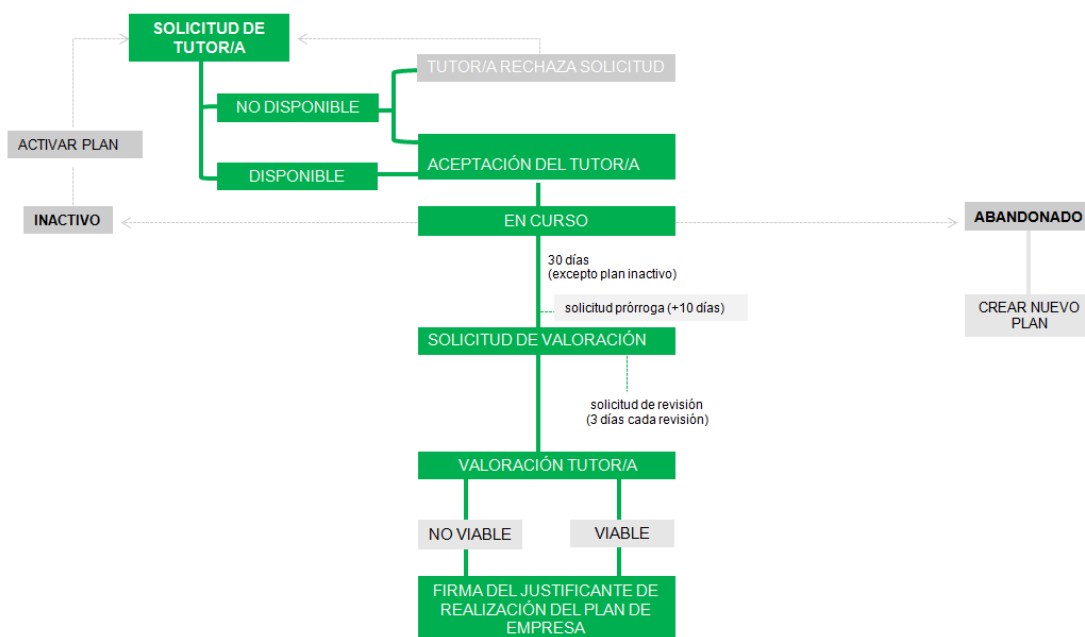 SOLICITUD DE
TUTOR/A
TUTOR/A RECHAZA SOLICITUD
NO DISPONIBLE
ACTIVAR PLAN
ACEPTACIÓN DEL TUTOR/A
DISPONIBLE
INACTIVO
EN CURSO
ABANDONADO
30 días
(excepto plan inactivo)
solicitud prórroga (+10 días)
CREAR NUEVO
PLAN
SOLICITUD DE VALORACIÓN
solicitud de revisión
(3 días cada revisión)
VALORACIÓN TUTOR/A
NO VIABLE
VIABLE
FIRMA DEL JUSTIFICANTE DE
REALIZACIÓN DEL PLAN DE
EMPRESA